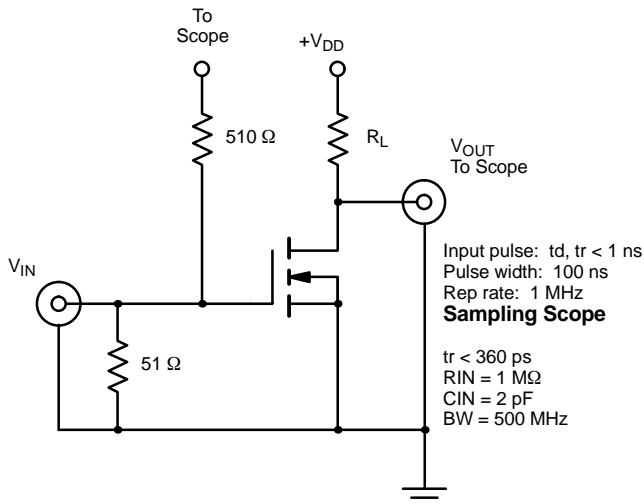 To
Scope
+VDD
510 Ω
RL
VOUT
To Scope
VIN
51 Ω
Input pulse: td, tr < 1 ns
Pulse width: 100 ns
Rep rate: 1 MHz
Sampling Scope
tr < 360 ps
RIN = 1 MΩ
CIN = 2 pF
BW = 500 MHz